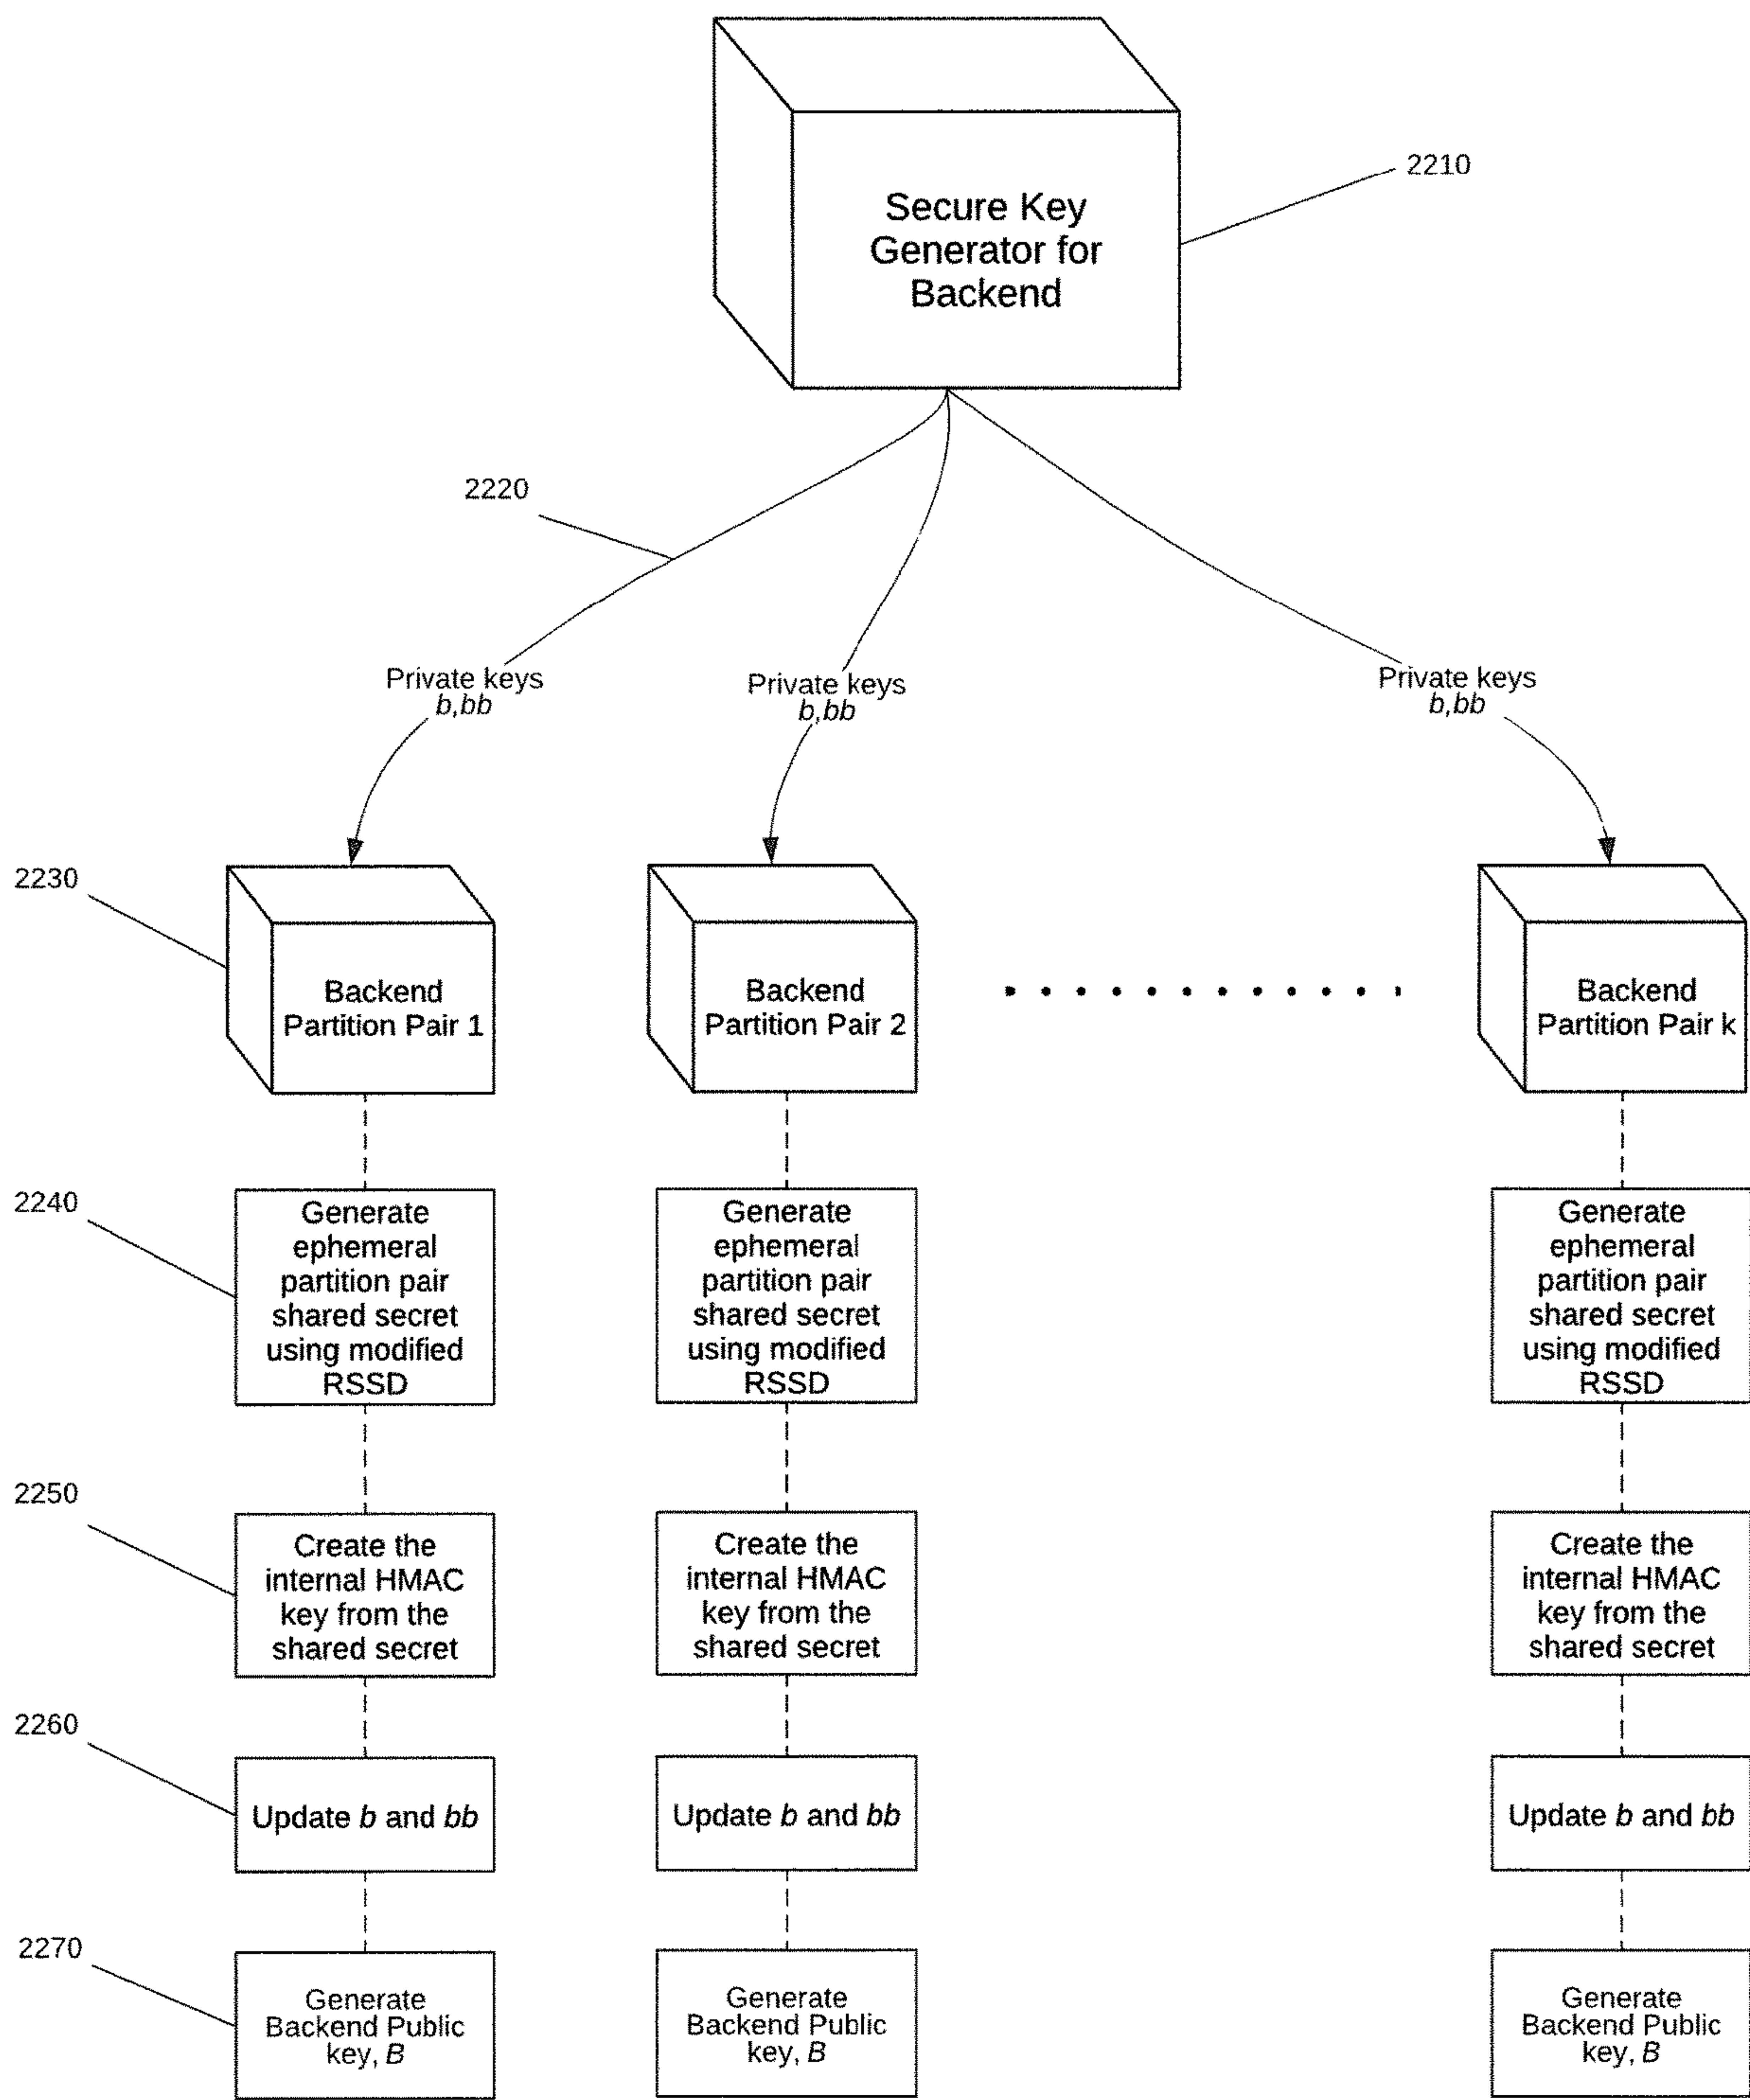 Secure Key
Generator for
Backend
2210
2220
Private keys
b,bb
Private keys
b,bb
Private keys
b,bb
2230
Backend
Partition Pair 1
Backend
Partition Pair 2
Backend
Partition Pair k
2240
Generate
ephemeral
partition pair
shared secret
using modified
RSSD
Generate
ephemeral
partition pair
shared secret
using modified
RSSD
Generate
ephemeral
partition pair
shared secret
using modified
RSSD
2250
Create the
internal HMAC
key from the
shared secret
Create the
internal HMAC
key from the
shared secret
Create the
internal HMAC
key from the
shared secret
2260
Update b and bb
Update b and bb
Update b and bb
2270
Generate
Backend Public
key, B
Generate
Backend Public
key, B
Generate
Backend Public
key, B